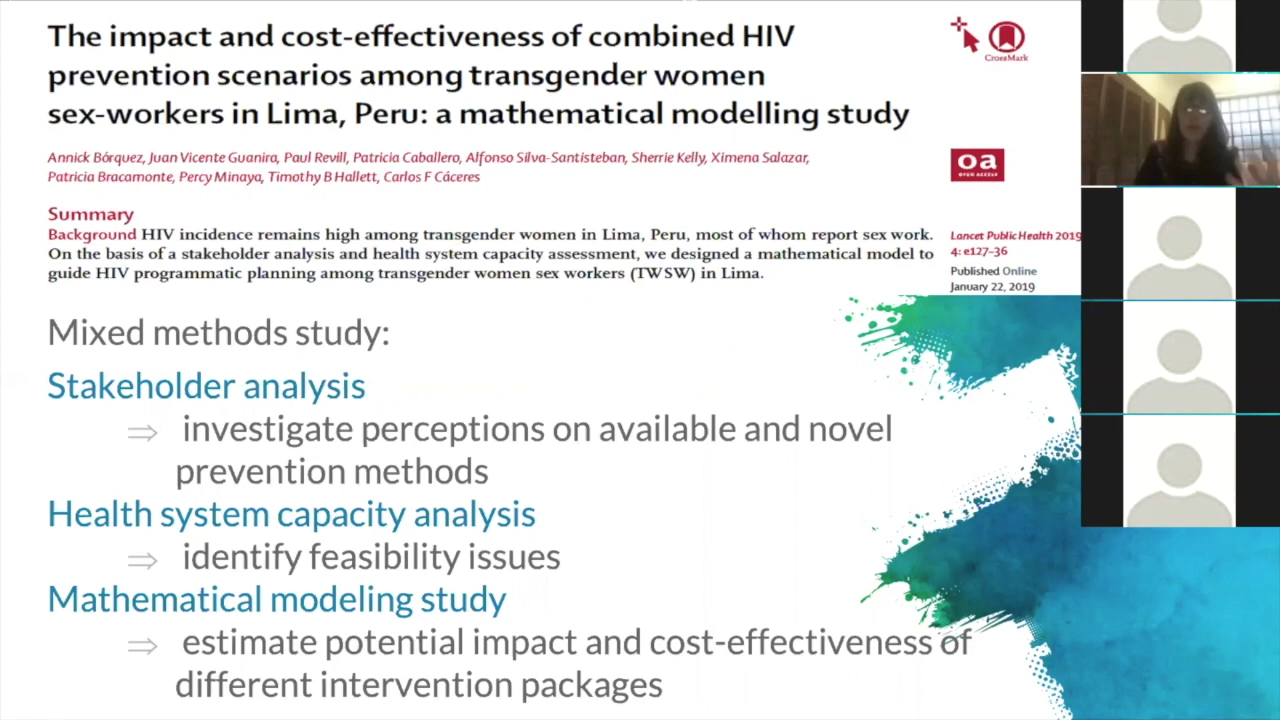 The impact and cost-effectiveness of combined HIV
prevention scenarios among transgender women
sex-workers in Lima, Peru: a mathematical modelling study
CrossMark
Annick Bórquez, Juan Vicente Guanira, Paul Revill, Patricia Caballero, Alfonso Silva-Santisteban, Sherrie Kelly, Ximena Salazar,
Patricia Bracamonte, Percy Minaya, Timothy B Hallett, Carlos F Cáceres
oa
OPEN ACCESS
Summary
Background HIV incidence remains high among transgender women in Lima, Peru, most of whom report sex work.
On the basis of a stakeholder analysis and health system capacity assessment, we designed a mathematical model to
guide HIV programmatic planning among transgender women sex workers (TWSW) in Lima.
Lancet Public Health 2019
4: e127–36
Published Online
January 22, 2019
Mixed methods study:
Stakeholder analysis
⇒ investigate perceptions on available and novel
prevention methods
Health system capacity analysis
⇒ identify feasibility issues
Mathematical modeling study
⇒ estimate potential impact and cost-effectiveness of
different intervention packages